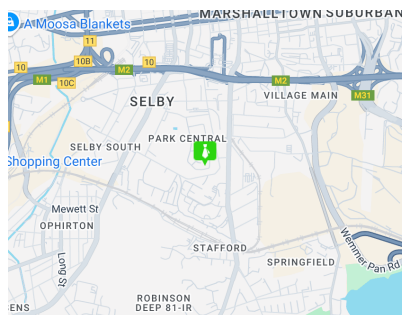 A Moosa Blankets
MARSHALLTOWN
SUBURBAN
11
10
10B
10
M2
M1
10C
M2
M31
VILLAGE MAIN
SELBY
PARK CENTRAL
SELBY SOUTH
Shopping Center
Mewett St
OPHIRTON
Long St
STAFFORD
Wemmer Pan Rd
SPRINGFIELD
ROBINSON
DEEP 81-IR
ENS